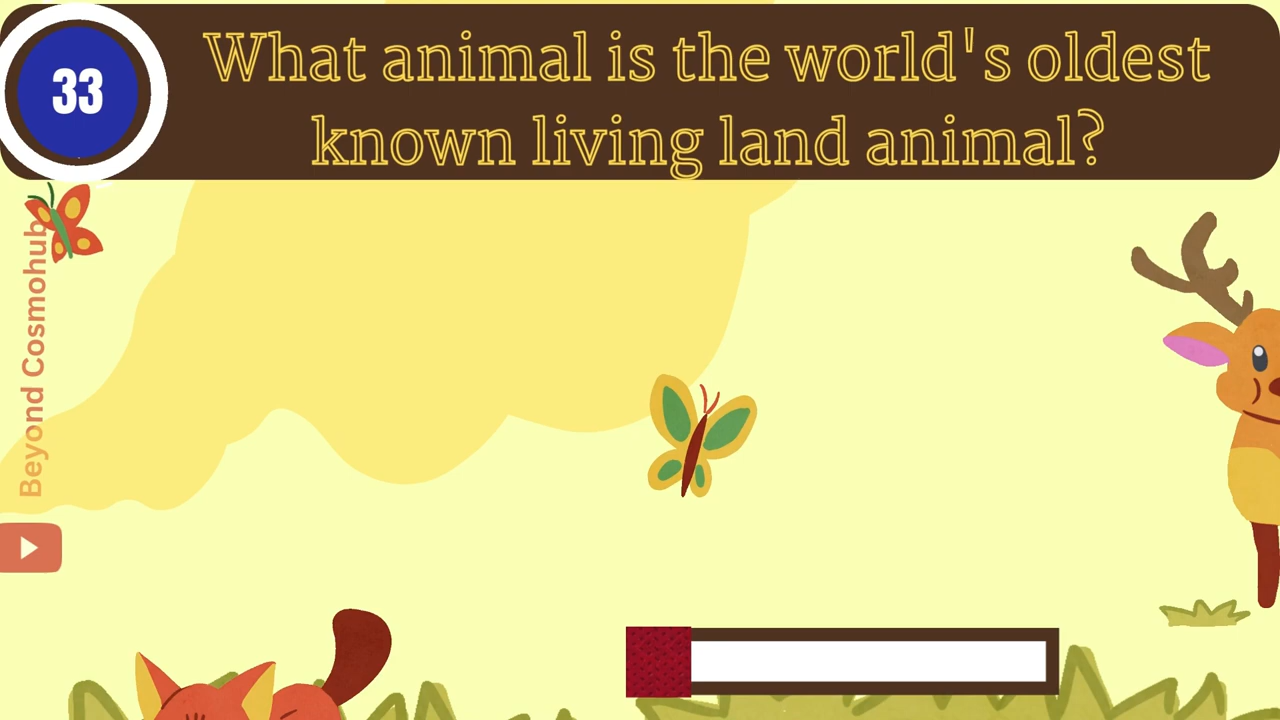 33
What animal is the world's oldest
known living land animal?
Beyond Cosmohub